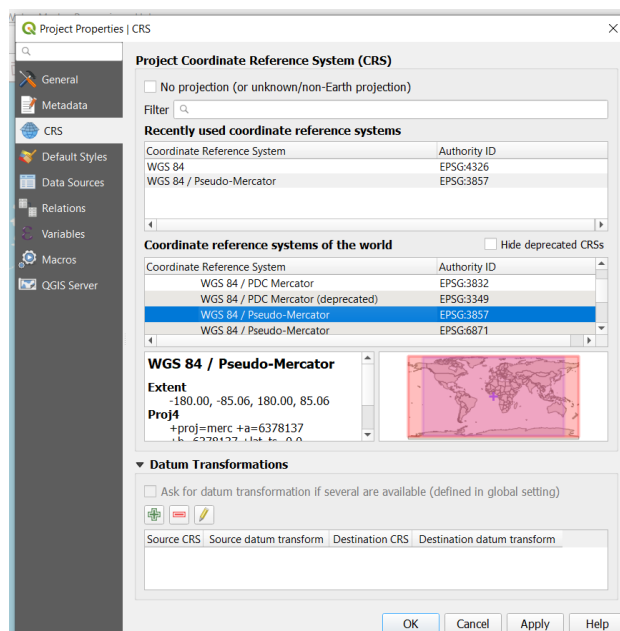 Project Properties | CRS
General
Metadata
CRS
Default Styles
Data Sources
Relations
Variables
Macros
QGIS Server
Project Coordinate Reference System (CRS)
No projection (or unknown/non-Earth projection)
Filter
Recently used coordinate reference systems
Coordinate Reference System Authority ID
WGS 84 EPSG:4326
WGS 84 / Pseudo-Mercator EPSG:3857
Coordinate reference systems of the world Hide deprecated CRSs
Coordinate Reference System Authority ID
WGS 84 / PDC Mercator EPSG:3832
WGS 84 / PDC Mercator (deprecated) EPSG:3349
WGS 84 / Pseudo-Mercator EPSG:3857
WGS 84 / Pseudo-Mercator EPSG:6871
WGS 84 / Pseudo-Mercator
Extent
-180.00, -85.06, 180.00, 85.06
Proj4
+proj=merc +a=6378137
+b=6378137 +lat_ts=0.0
Datum Transformations
Ask for datum transformation if several are available (defined in global setting)
Source CRS Source datum transform Destination CRS Destination datum transform
OK Cancel Apply Help